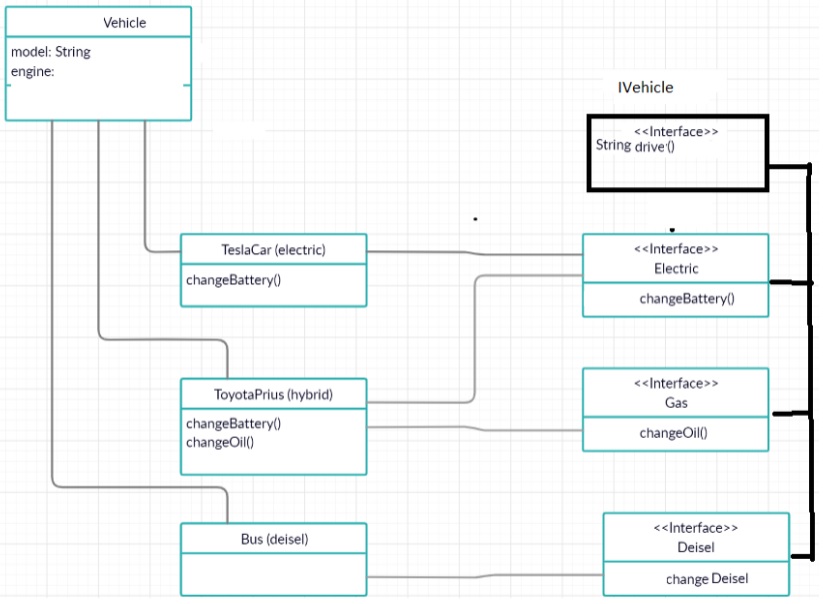 Vehicle
model: String
engine:
IVehicle
<<Interface>>
String drive'()
TeslaCar (electric)
changeBattery()
<<Interface>>
Electric
changeBattery()
ToyotaPrius (hybrid)
changeBattery()
changeOil()
<<Interface>>
Gas
changeOil()
Bus (deisel)
<<Interface>>
Deisel
change Deisel